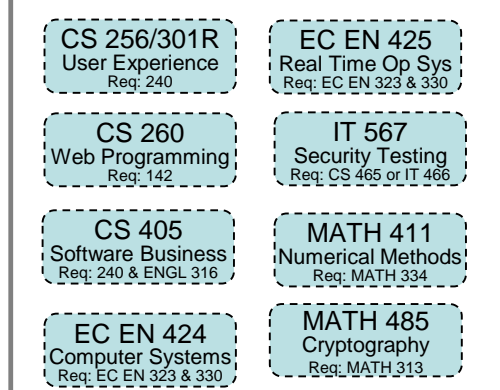 CS 256/301R
User Experience
Req: 240
CS 260
Web Programming
Req: 142
CS 405
Software Business
Req: 240 & ENGL 316
EC EN 424
Computer Systems
Req: EC EN 323 & 330
EC EN 425
Real Time Op Sys
Req: EC EN 323 & 330
IT 567
Security Testing
Req: CS 465 or IT 466
MATH 411
Numerical Methods
Req: MATH 334
MATH 485
Cryptography
Req: MATH 313